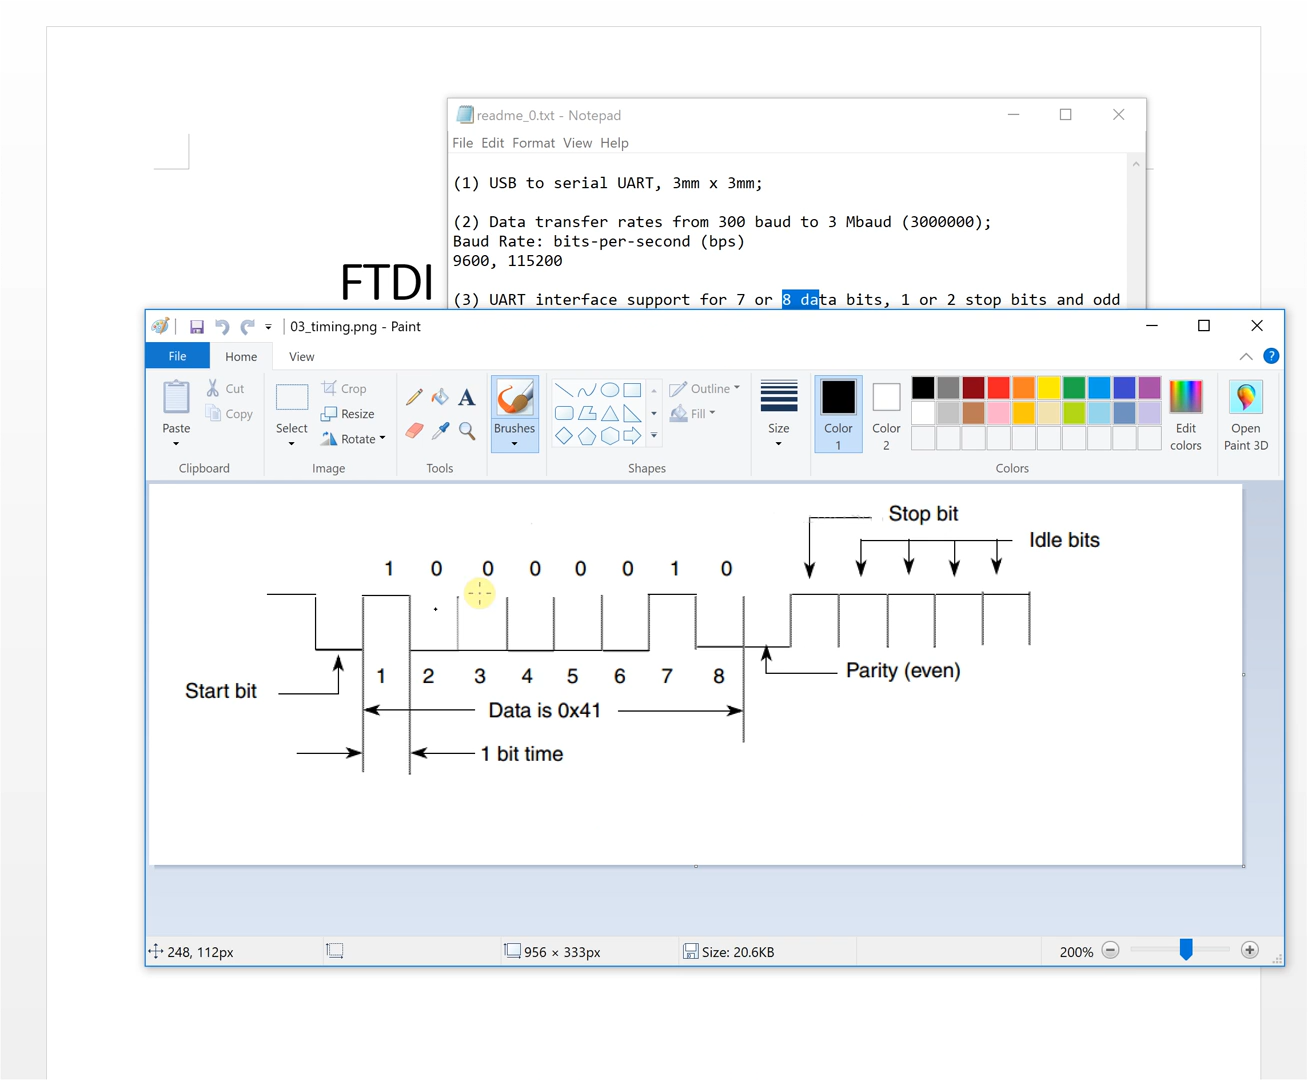 readme_0.txt - Notepad
File Edit Format View Help
(1) USB to serial UART, 3mm x 3mm;
(2) Data transfer rates from 300 baud to 3 Mbaud (3000000);
Baud Rate: bits-per-second (bps)
9600, 115200
FTDI
(3) UART interface support for 7 or 8 data bits, 1 or 2 stop bits and odd
03_timing.png - Paint
File Home View
Paste
Cut
Copy
Clipboard
Select
Crop
Resize
Rotate
Image
A
Tools
Brushes
Outline
Fill
Shapes
Size
Color 1
Color 2
Edit colors
Colors
Open Paint 3D
Stop bit
Idle bits
1 0 0 0 0 0 1 0
1 2 3 4 5 6 7 8
Parity (even)
Start bit
Data is 0x41
1 bit time
248, 112px
956 × 333px
Size: 20.6KB
200%